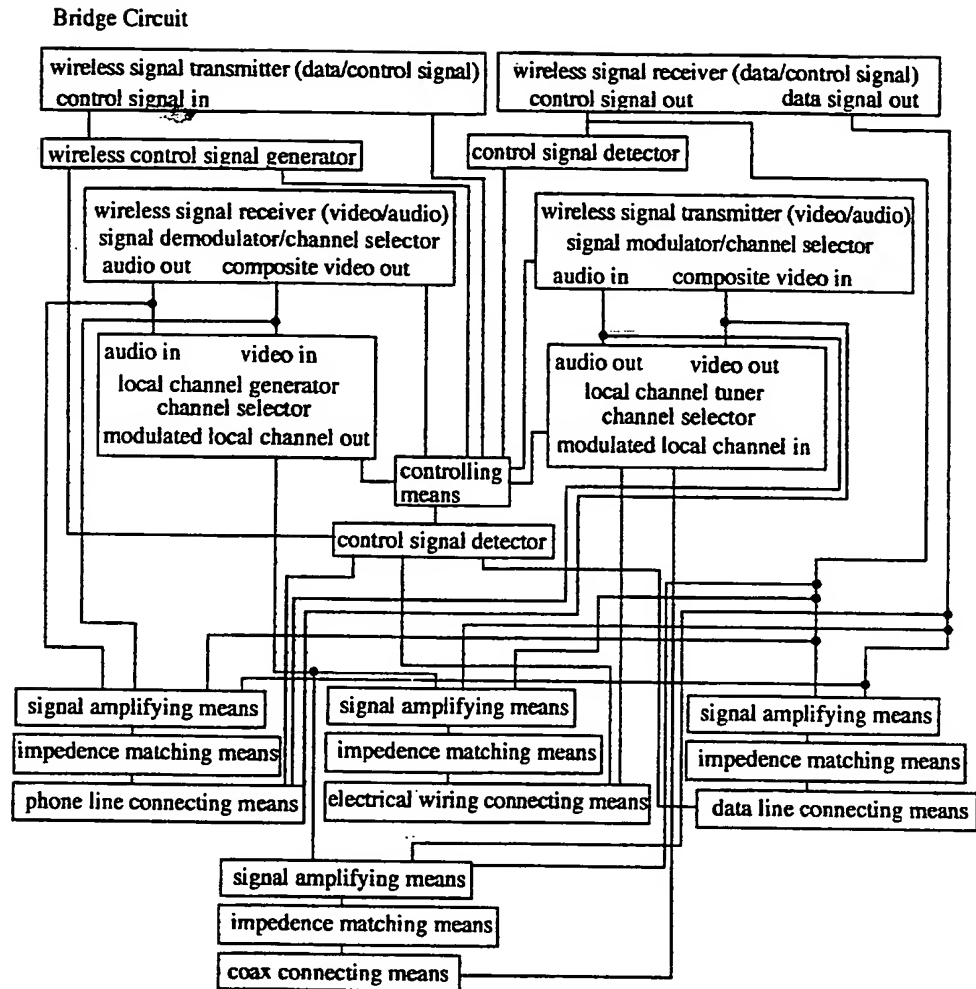 Bridge Circuit
wireless signal transmitter (data/control signal)
control signal in
wireless signal receiver (data/control signal)
control signal out data signal out
wireless control signal generator
control signal detector
wireless signal receiver (video/audio)
signal demodulator/channel selector
audio out composite video out
wireless signal transmitter (video/audio)
signal modulator/channel selector
audio in composite video in
audio in video in
local channel generator
channel selector
modulated local channel out
audio out video out
local channel tuner
channel selector
modulated local channel in
controlling
means
control signal detector
signal amplifying means
impedence matching means
phone line connecting means
signal amplifying means
impedence matching means
electrical wiring connecting means
signal amplifying means
impedence matching means
data line connecting means
signal amplifying means
impedence matching means
coax connecting means